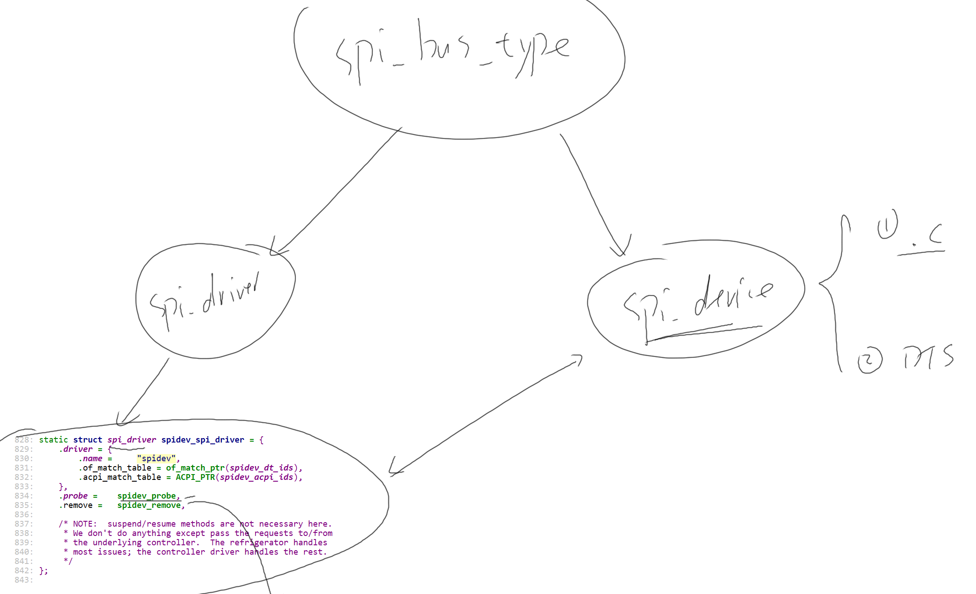 spi_bus_type
spi_driver
spi_device
① .c
② DTS
828: static struct spi_driver spidev_spi_driver = {
829: .driver = {
830: .name = "spidev",
831: .of_match_table = of_match_ptr(spidev_dt_ids),
832: .acpi_match_table = ACPI_PTR(spidev_acpi_ids),
833: },
834: .probe = spidev_probe,
835: .remove = spidev_remove,
836:
837: /* NOTE: suspend/resume methods are not necessary here.
838: * We don't do anything except pass the requests to/from
839: * the underlying controller. The refrigerator handles
840: * most issues; the controller driver handles the rest.
841: */
842: };
843: